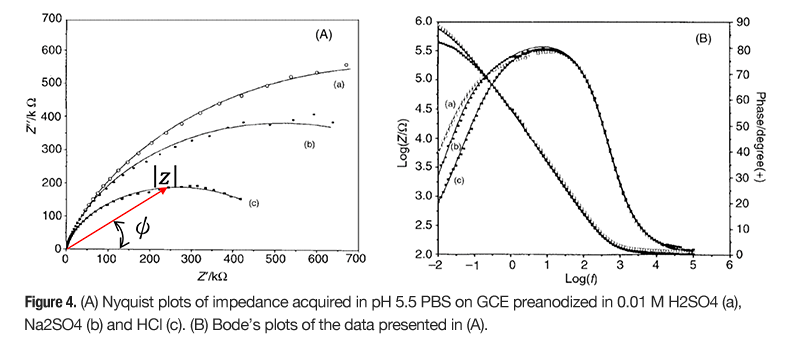 (A)
700
600
500
400
300
200
100
0
Z''/k Ω
0 100 200 300 400 500 600 700
Z'/kΩ
(a)
(b)
(c)
|z|
ϕ
(B)
6.0
5.5
5.0
4.5
4.0
3.5
3.0
2.5
2.0
Log(Z/Ω)
−2 −1 0 1 2 3 4 5 6
Log(f)
90
80
70
60
50
40
30
20
10
0
Phase/degree(+)
(a)
(b)
(c)
Figure 4. (A) Nyquist plots of impedance acquired in pH 5.5 PBS on GCE preanodized in 0.01 M H2SO4 (a),
Na2SO4 (b) and HCl (c). (B) Bode's plots of the data presented in (A).